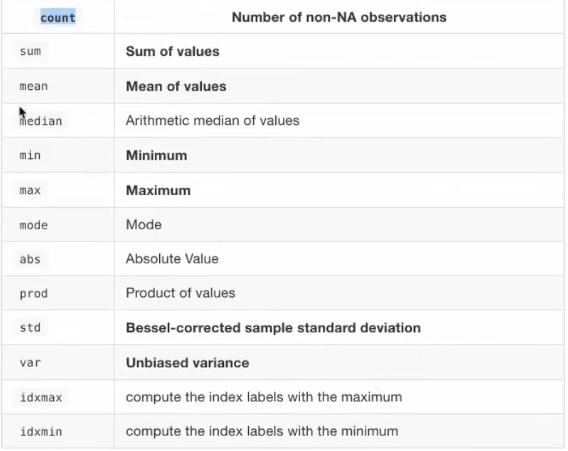 count Number of non-NA observations
sum Sum of values
mean Mean of values
median Arithmetic median of values
min Minimum
max Maximum
mode Mode
abs Absolute Value
prod Product of values
std Bessel-corrected sample standard deviation
var Unbiased variance
idxmax compute the index labels with the maximum
idxmin compute the index labels with the minimum